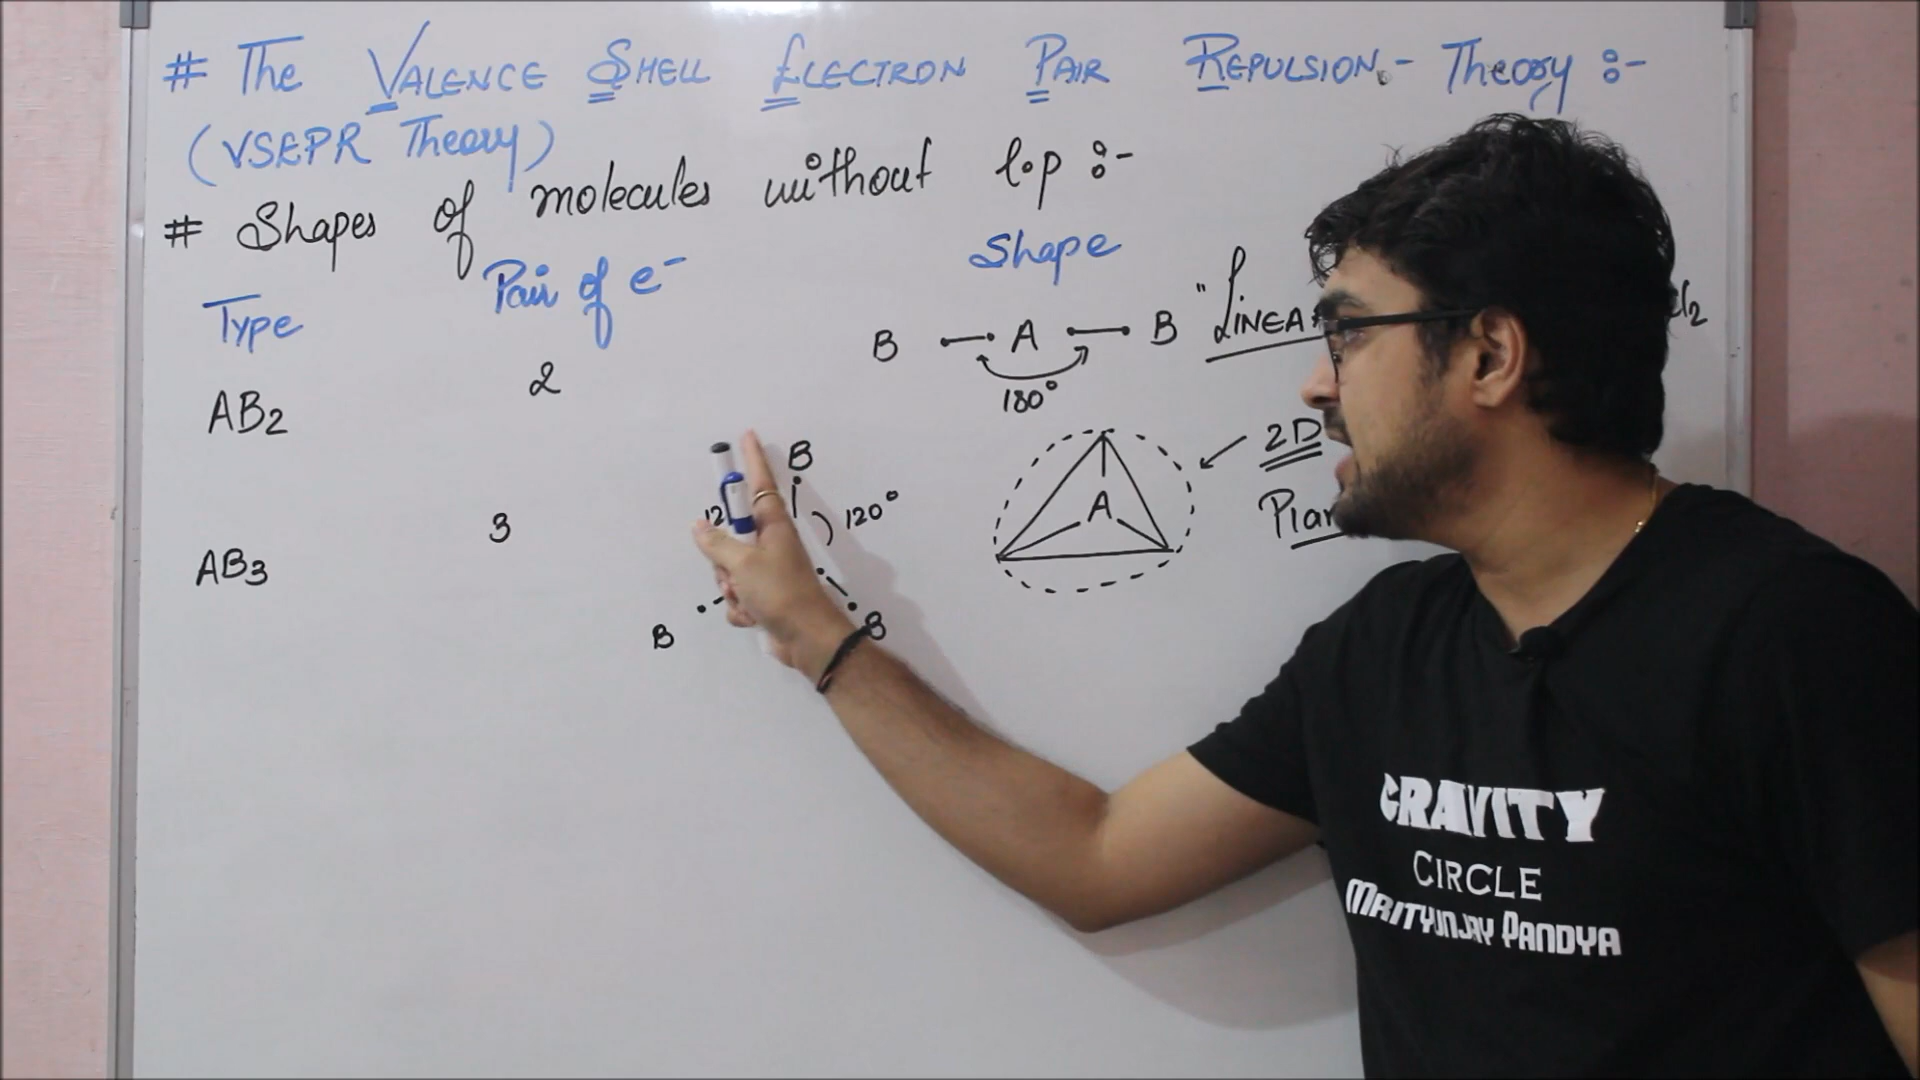 # The VALENCE SHELL ELECTRON PAIR REPULSION - Theory :-
(VSEPR Theory)
# Shapes of molecules without l.p :-
Type Pair of e⁻ Shape
AB2 2 B A B "LINEA
180°
AB3 3 B 120° A 2D
B B
GRAVITY
CIRCLE
MRITYUNJAY PANDYA